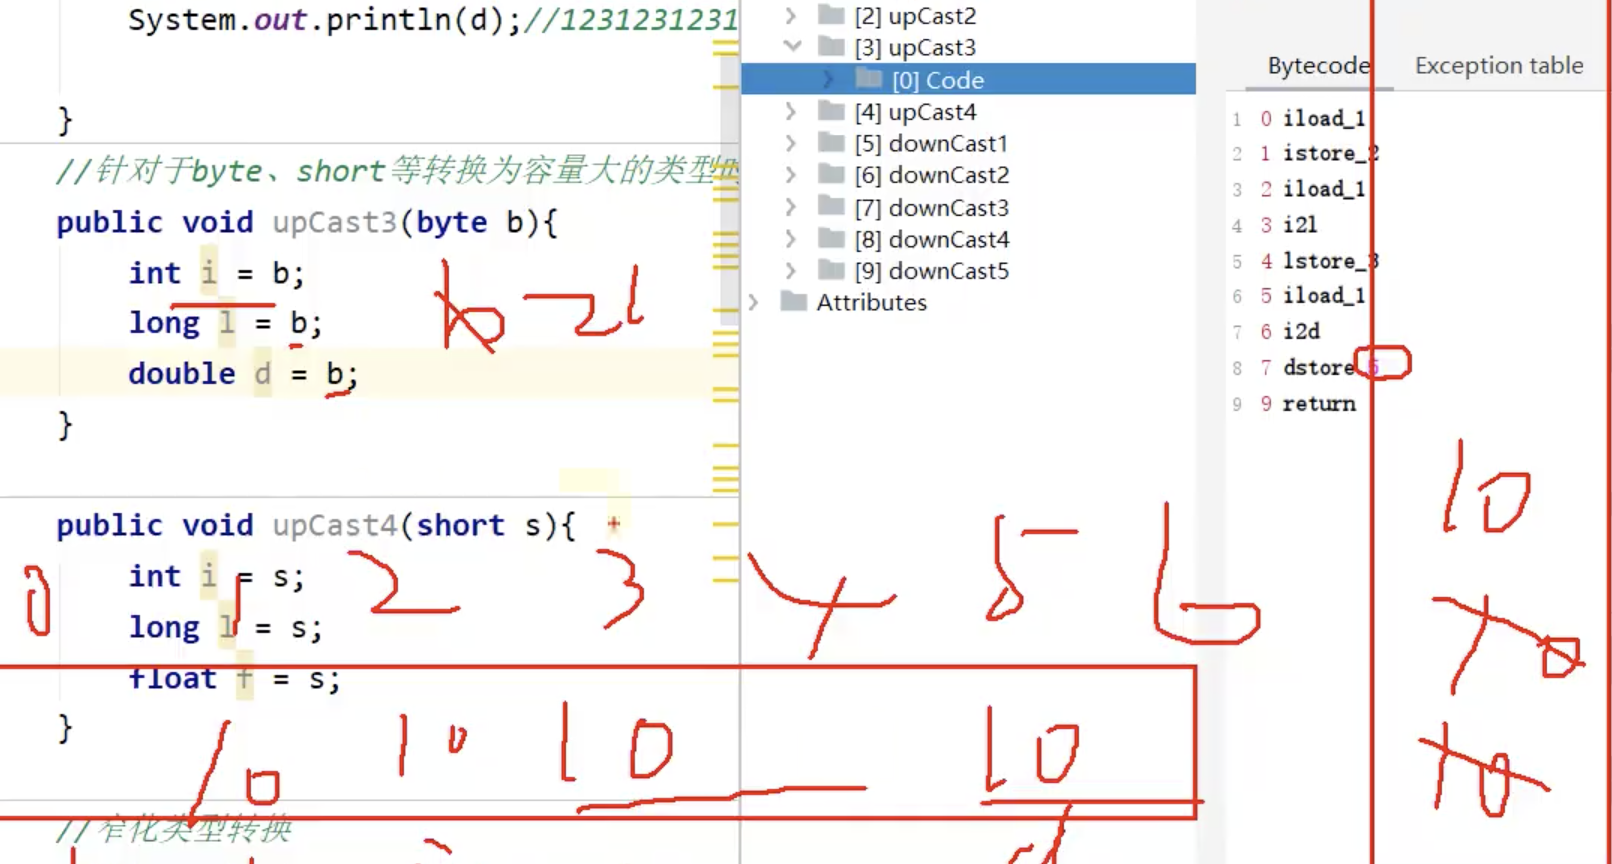 System.out.println(d);//1231231231
}
//针对于byte、short等转换为容量大的类型时
public void upCast3(byte b){
int i = b;
long l = b;
double d = b;
}
b-2l
public void upCast4(short s){
int i = s;
long l = s;
float f = s;
}
0 1 2 3 4 5 6
10 10 10 10
//窄化类型转换
[2] upCast2
[3] upCast3
[0] Code
[4] upCast4
[5] downCast1
[6] downCast2
[7] downCast3
[8] downCast4
[9] downCast5
Attributes
Bytecode Exception table
1 0 iload_1
2 1 istore_2
3 2 iload_1
4 3 i2l
5 4 lstore_3
6 5 iload_1
7 6 i2d
8 7 dstore 5
9 9 return
10
10
10